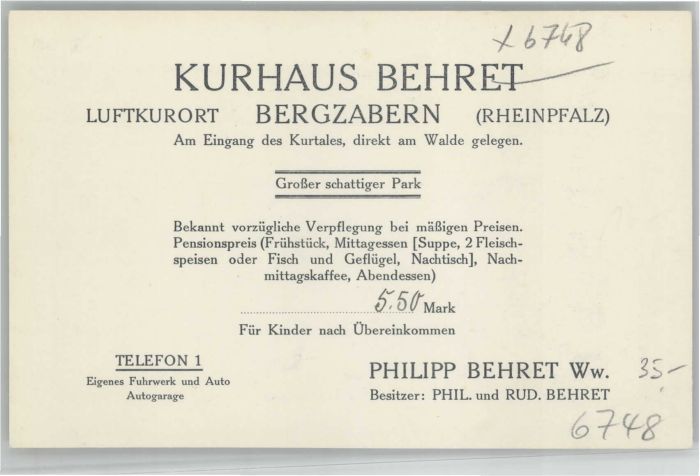 x 6748
KURHAUS BEHRET
LUFTKURORT BERGZABERN (RHEINPFALZ)
Am Eingang des Kurtales, direkt am Walde gelegen.
Großer schattiger Park
Bekannt vorzügliche Verpflegung bei mäßigen Preisen.
Pensionspreis (Frühstück, Mittagessen [Suppe, 2 Fleisch-
speisen oder Fisch und Geflügel, Nachtisch], Nach-
mittagskaffee, Abendessen)
5.50 Mark
Für Kinder nach Übereinkommen
TELEFON 1
Eigenes Fuhrwerk und Auto
Autogarage
PHILIPP BEHRET Ww.
Besitzer: PHIL. und RUD. BEHRET
35,-
6748